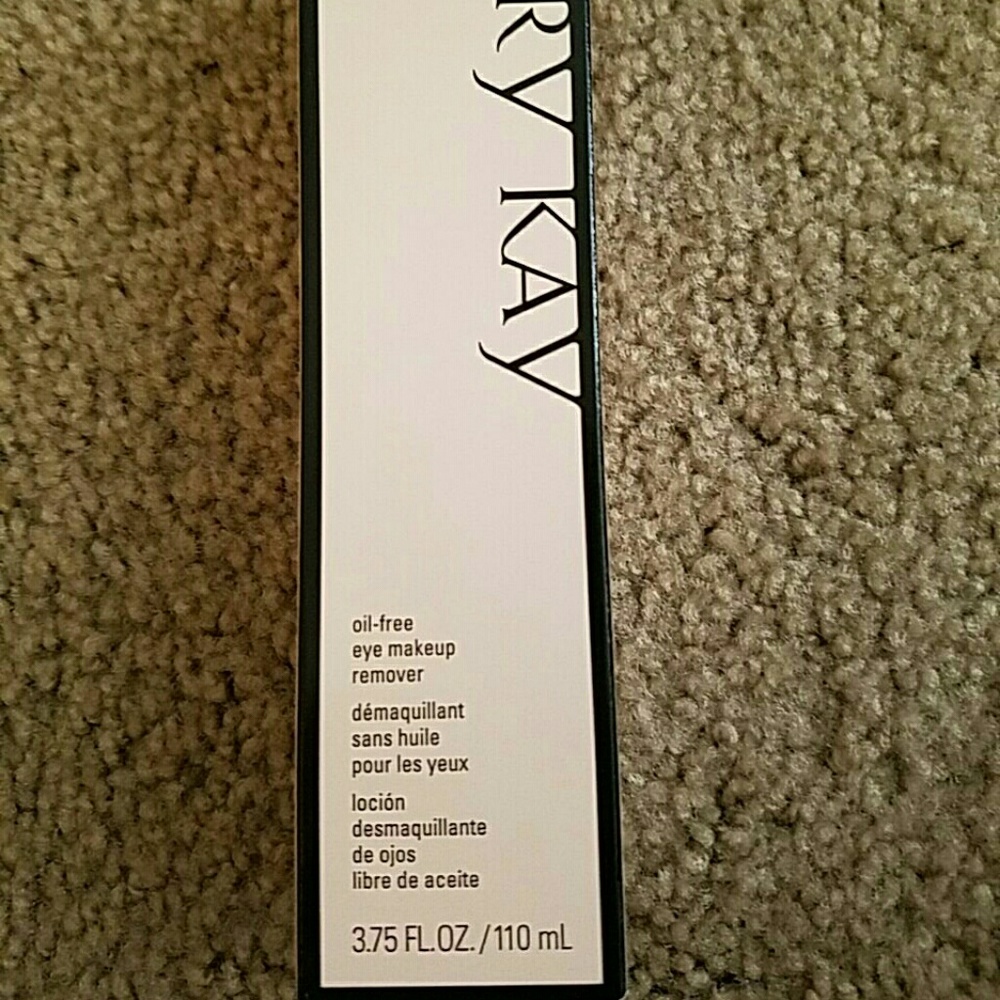 RY KAY
oil-free
eye makeup
remover
démaquillant
sans huile
pour les yeux
loción
desmaquillante
de ojos
libre de aceite
3.75 FL.OZ./110 mL